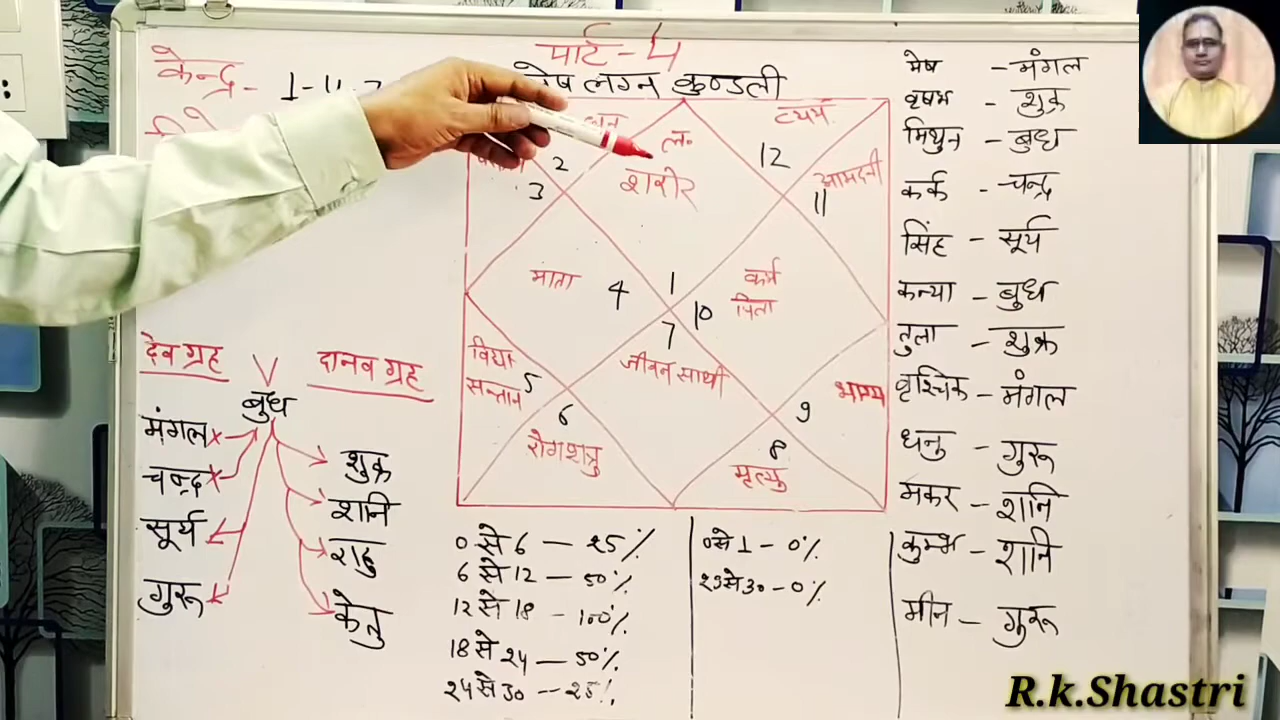 पार्ट-4
केन्द्र- 1-4-7
मेष लग्न कुण्डली
व्यय
ल॰
शरीर
2
12
आमदनी
3
11
माता
4
1
कर्म
पिता
10
7
जीवन साथी
विद्या
सन्तान
5
6
रोग शत्रु
भाग्य
9
8
मृत्यु
देव ग्रह
दानव ग्रह
बुध
मंगल
चन्द्र
सूर्य
गुरू
शुक्र
शनि
राहु
केतु
0 से 6 — 25%
6 से 12 — 50%
12 से 18 - 100%
18 से 24 — 50%
24 से 30 -- 25%
0 से 1 - 0%
29 से 30 - 0%
मेष - मंगल
वृषभ - शुक्र
मिथुन - बुध
कर्क - चन्द्र
सिंह - सूर्य
कन्या - बुध
तुला - शुक्र
वृश्चिक - मंगल
धनु - गुरू
मकर - शनि
कुम्भ - शनि
मीन - गुरू
R.k.Shastri